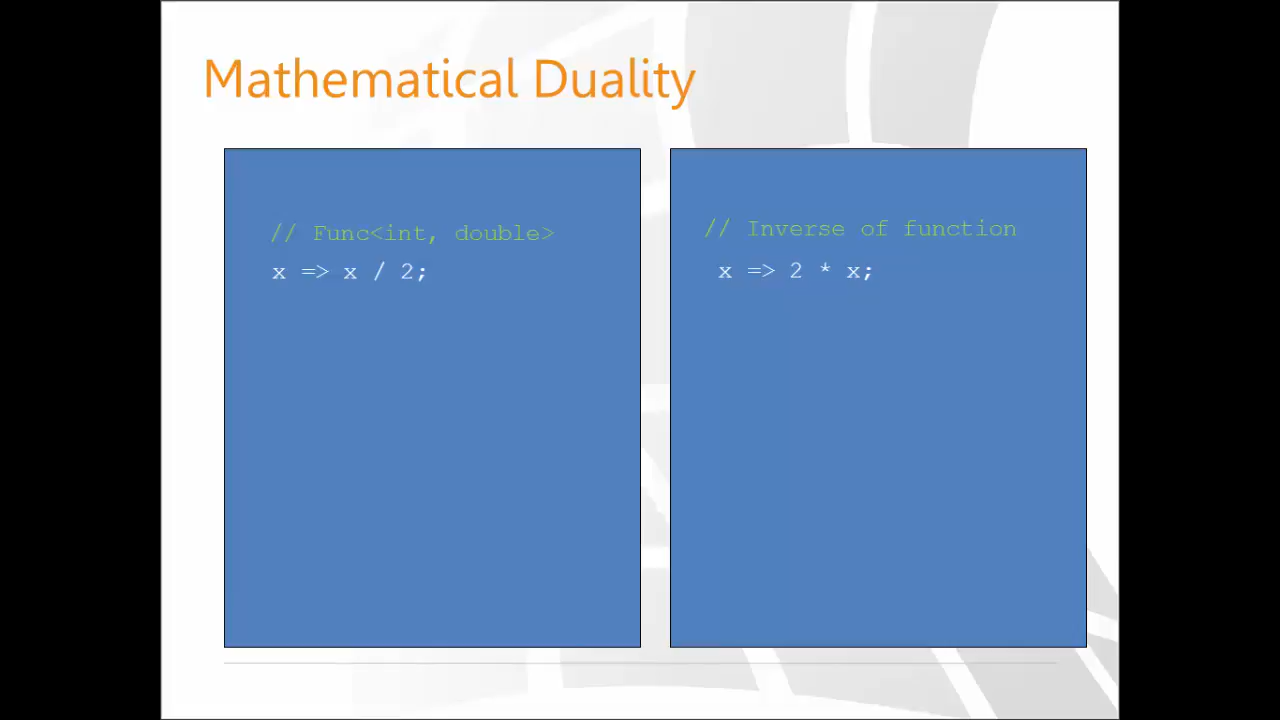 Mathematical Duality
// Func<int, double>
x => x / 2;
// Inverse of function
x => 2 * x;